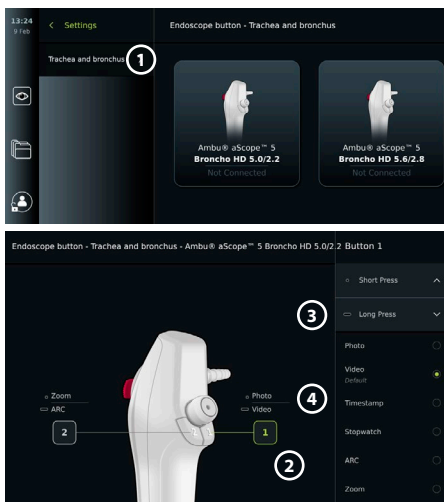 13:24
9 Feb
Settings
Endoscope button - Trachea and bronchus
Trachea and bronchus
1
Ambu® aScope™ 5
Broncho HD 5.0/2.2
Not Connected
Ambu® aScope™ 5
Broncho HD 5.6/2.8
Not Connected
Endoscope button - Trachea and bronchus - Ambu® aScope™ 5 Broncho HD 5.0/2.2
Button 1
Short Press
3
Long Press
Photo
Video
Default
Zoom
ARC
2
Photo
Video
1
4
Timestamp
Stopwatch
2
ARC
Zoom